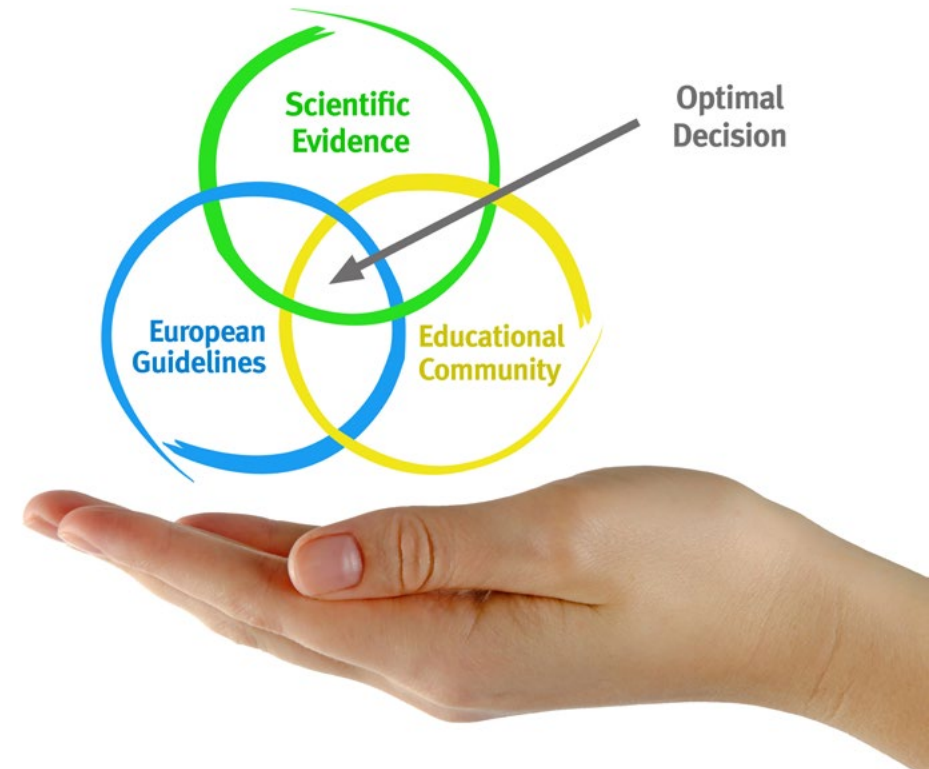 Scientific
Evidence
Optimal
Decision
European
Guidelines
Educational
Community